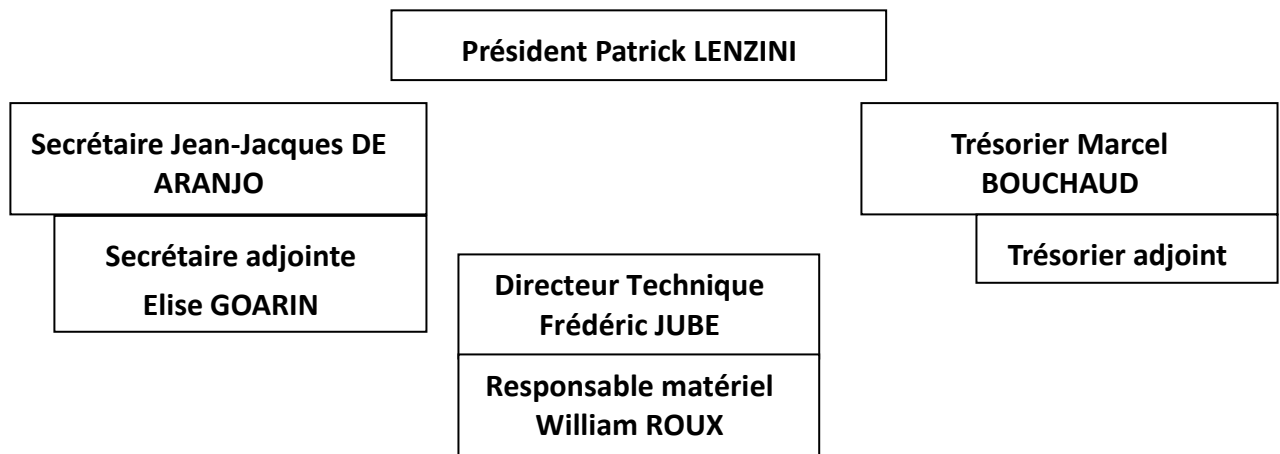 Président Patrick LENZINI
Secrétaire Jean-Jacques DE
ARANJO
Trésorier Marcel
BOUCHAUD
Secrétaire adjointe
Elise GOARIN
Trésorier adjoint
Directeur Technique
Frédéric JUBE
Responsable matériel
William ROUX